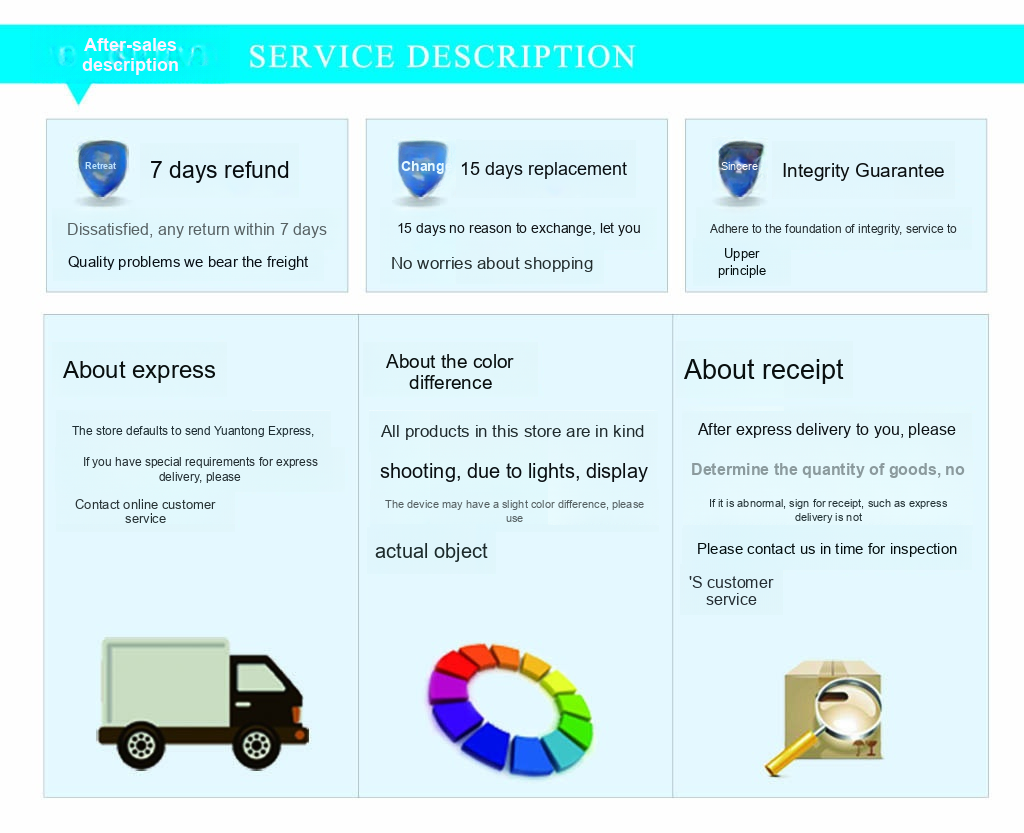 After-sales
description
SERVICE DESCRIPTION
Retreat
7 days refund
Dissatisfied, any return within 7 days
Quality problems we bear the freight
Chang
15 days replacement
15 days no reason to exchange, let you
No worries about shopping
Sincere
Integrity Guarantee
Adhere to the foundation of integrity, service to
Upper
principle
About express
The store defaults to send Yuantong Express,
If you have special requirements for express
delivery, please
Contact online customer
service
About the color
difference
All products in this store are in kind
shooting, due to lights, display
The device may have a slight color difference, please
use
actual object
About receipt
After express delivery to you, please
Determine the quantity of goods, no
If it is abnormal, sign for receipt, such as express
delivery is not
Please contact us in time for inspection
'S customer
service